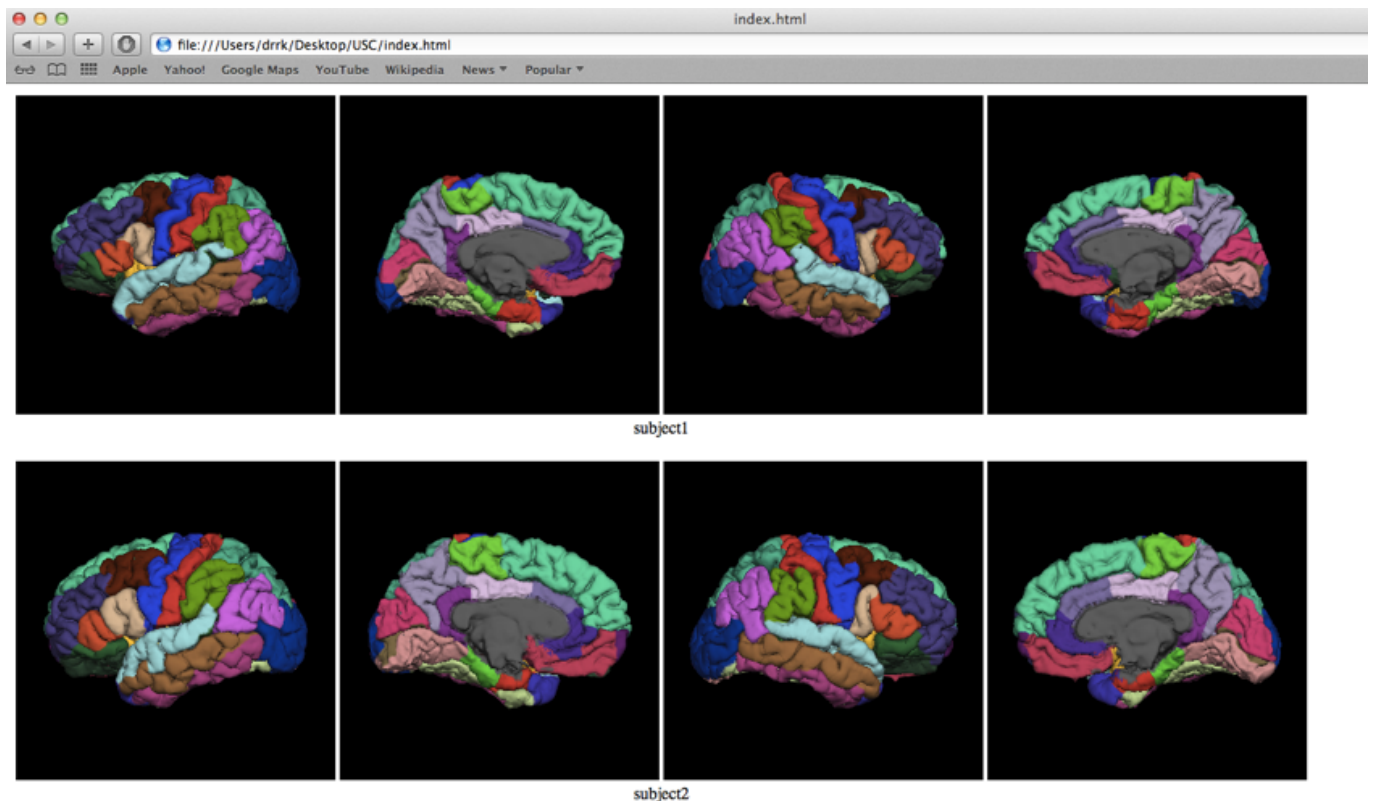 index.html
file:///Users/drrk/Desktop/USC/index.html
Apple Yahoo! Google Maps YouTube Wikipedia News Popular
subject1
subject2